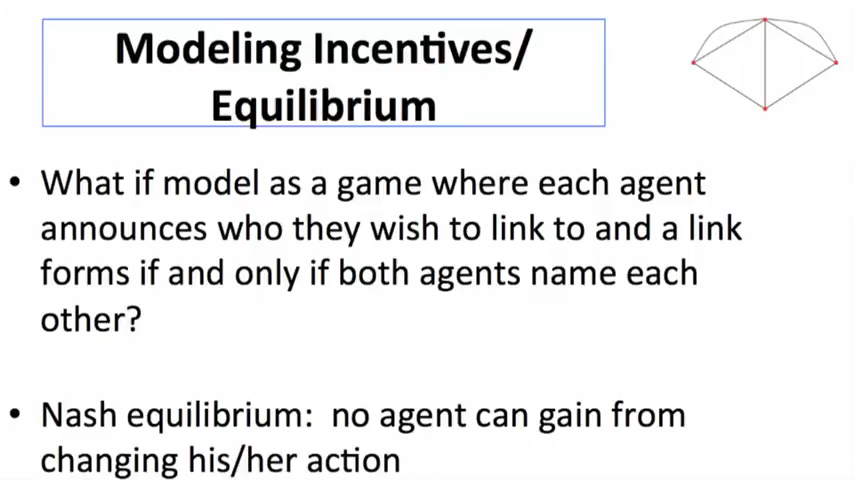 Modeling Incentives/
Equilibrium
• What if model as a game where each agent
announces who they wish to link to and a link
forms if and only if both agents name each
other?
• Nash equilibrium: no agent can gain from
changing his/her action